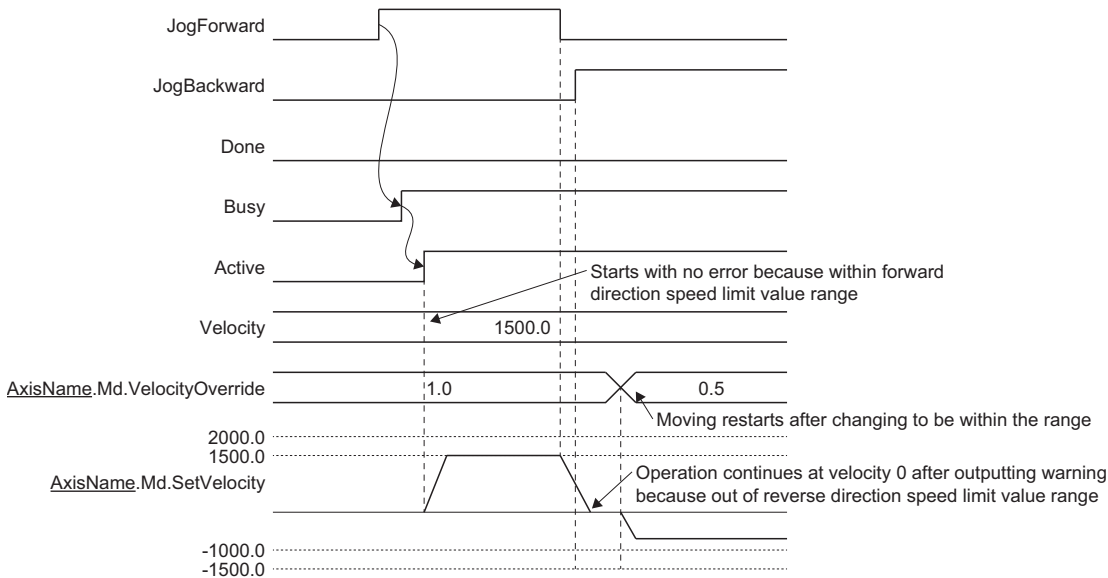 JogForward
JogBackward
Done
Busy
Active
Starts with no error because within forward
direction speed limit value range
Velocity
1500.0
AxisName.Md.VelocityOverride
1.0
0.5
Moving restarts after changing to be within the range
2000.0
1500.0
AxisName.Md.SetVelocity
Operation continues at velocity 0 after outputting warning
because out of reverse direction speed limit value range
-1000.0
-1500.0